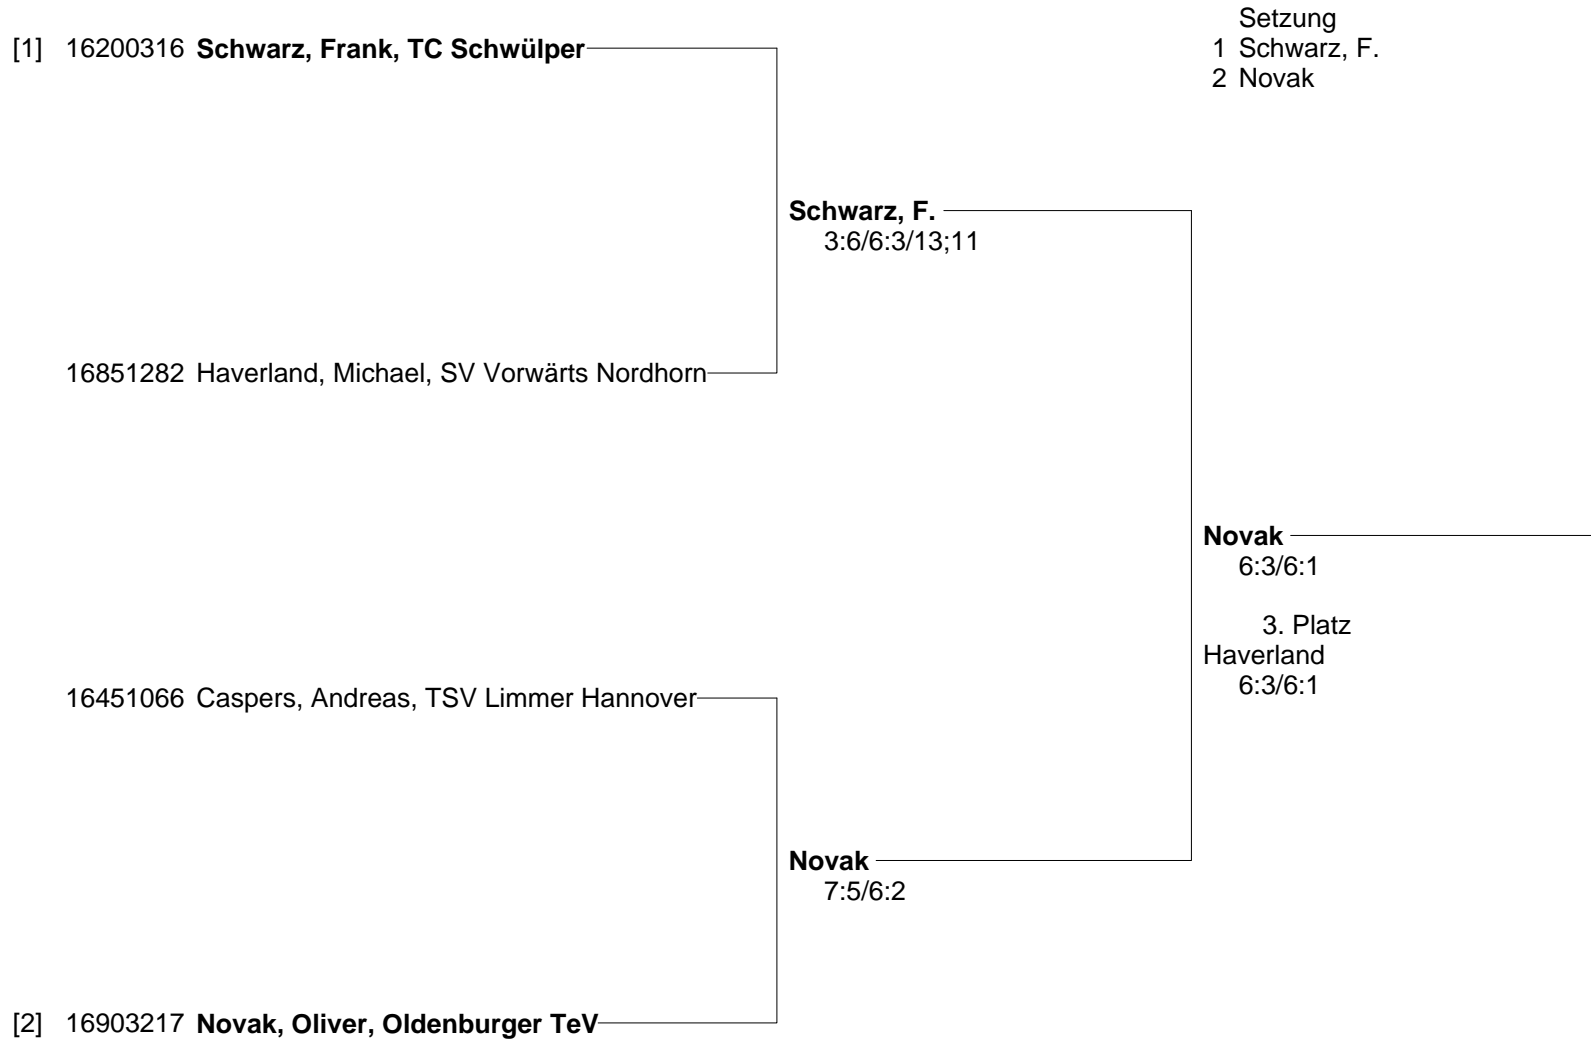 Setzung
1 Schwarz, F.
2 Novak
[1] 16200316 Schwarz, Frank, TC Schwülper
Schwarz, F.
3:6/6:3/13;11
16851282 Haverland, Michael, SV Vorwärts Nordhorn
Novak
6:3/6:1
3. Platz
Haverland
6:3/6:1
16451066 Caspers, Andreas, TSV Limmer Hannover
Novak
7:5/6:2
[2] 16903217 Novak, Oliver, Oldenburger TeV